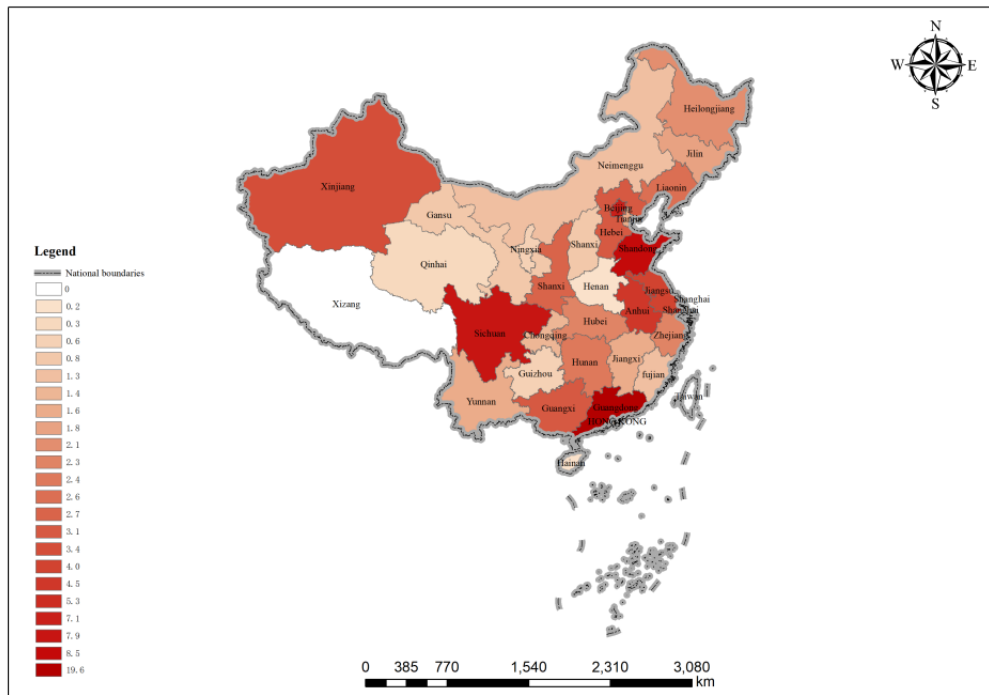 N
W E
S
Heilongjiang
Jilin
Neimenggu
Liaonin
Xinjiang
Beijing
Tianjin
Gansu
Hebei
Ningxia
Shanxi
Shandong
Qinhai
Shanxi
Henan
Jiangsu
Shanghai
Shanghai
Anhui
Xizang
Hubei
Sichuan
Chongqing
Zhejiang
Hunan
Jiangxi
Guizhou
fujian
Yunnan
Guangxi
Guangdong
Taiwan
HONG KONG
Hainan
Legend
National boundaries
0
0.2
0.3
0.6
0.8
1.3
1.4
1.6
1.8
2.1
2.3
2.4
2.6
2.7
3.1
3.4
4.0
4.5
5.3
7.1
7.9
8.5
19.6
0 385 770 1,540 2,310 3,080
km